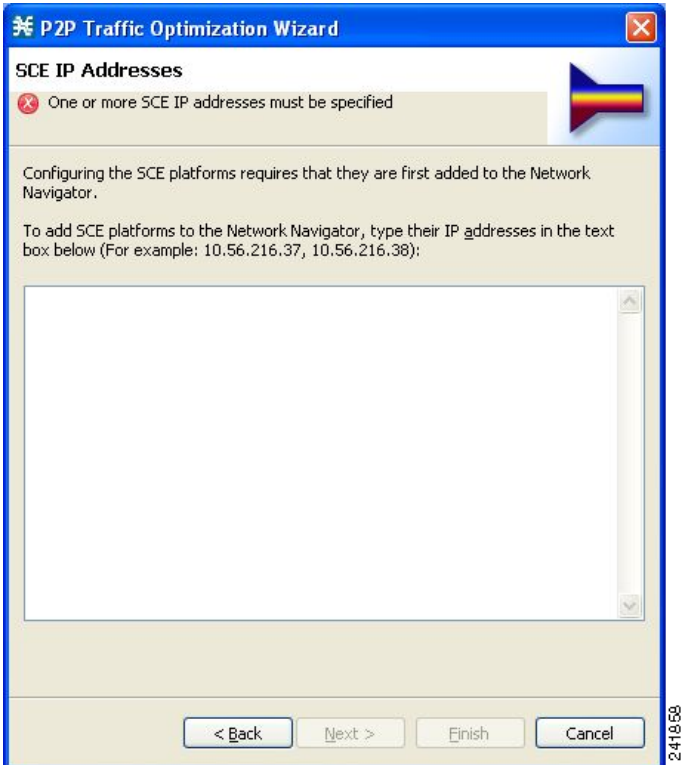 P2P Traffic Optimization Wizard
SCE IP Addresses
One or more SCE IP addresses must be specified
Configuring the SCE platforms requires that they are first added to the Network
Navigator.
To add SCE platforms to the Network Navigator, type their IP addresses in the text
box below (For example: 10.56.216.37, 10.56.216.38):
< Back
Next >
Finish
Cancel
241858